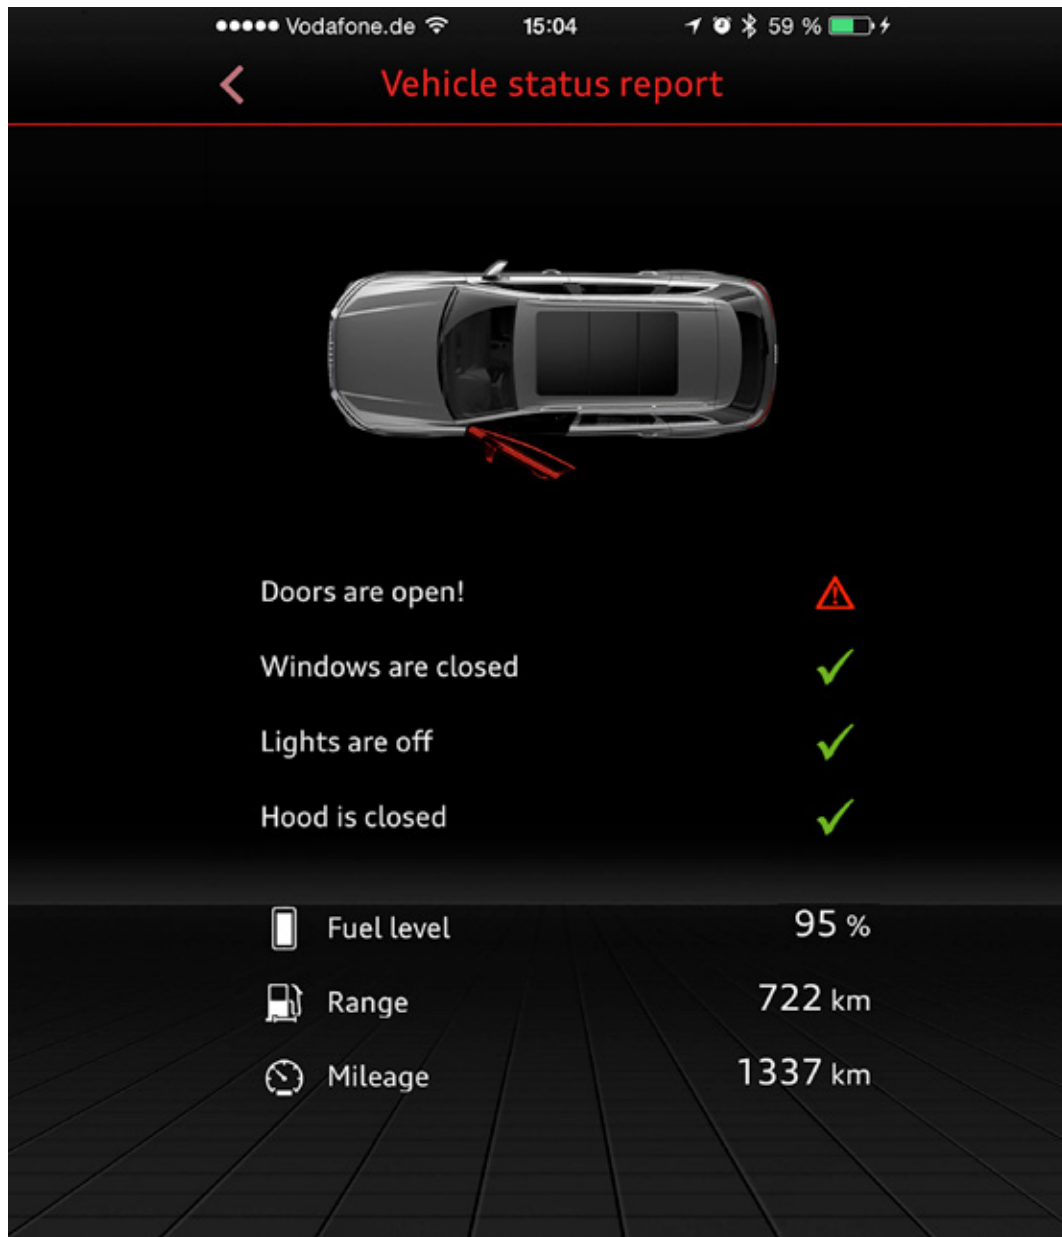 Vodafone.de 15:04 59 %
Vehicle status report
Doors are open!
Windows are closed
Lights are off
Hood is closed
Fuel level 95 %
Range 722 km
Mileage 1337 km